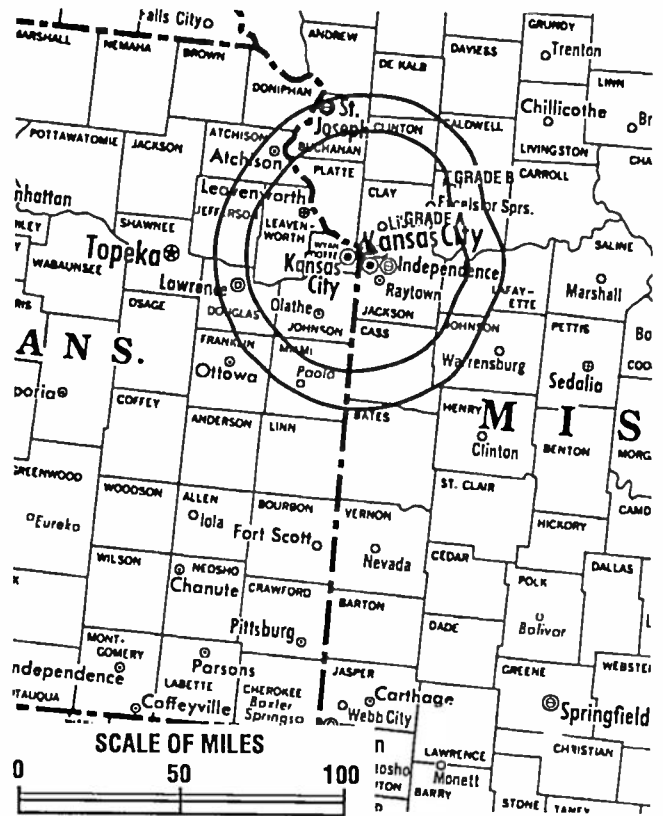 Falls City
GRUNDY
MARSHALL
NEMAHA
BROWN
ANDREW
DAVIESS
Trenton
DE KALB
LINN
DONIPHAN
St.
Joseph
Chillicothe
CLINTON
CALDWELL
POTTAWATOMIE
JACKSON
ATCHISON
Atchison
BUCHANAN
LIVINGSTON
PLATTE
GRADE B
CARROLL
Leavenworth
CLAY
Excelsior Sprs.
JEFFERSON
LEAVEN-
WORTH
GRADE A
SHAWNEE
Topeka
WABAUNSEE
Kansas City
SALINE
Kansas
City
Independence
Lawrence
Raytown
LAFAY-
ETTE
Marshall
OSAGE
DOUGLAS
Olathe
JOHNSON
JACKSON
CASS
JOHNSON
PETTIS
ANS.
FRANKLIN
MIAMI
Ottowa
Paola
Warrensburg
Sedalia
COFFEY
ANDERSON
LINN
BATES
HENRY
MIS
Clinton
BENTON
GREENWOOD
WOODSON
ALLEN
BOURBON
VERNON
ST. CLAIR
Eureka
Iola
Fort Scott
HICKORY
WILSON
NEOSHO
Chanute
Nevada
CEDAR
DALLAS
CRAWFORD
POLK
BARTON
Bolivar
Pittsburg
DADE
MONT-
GOMERY
Parsons
JASPER
GREENE
LABETTE
CHEROKEE
Carthage
Coffeyville
Baxter
Springs
Webb City
Springfield
CHRISTIAN
LAWRENCE
Monett
BARRY
STONE
TANEY
SCALE OF MILES
0 50 100